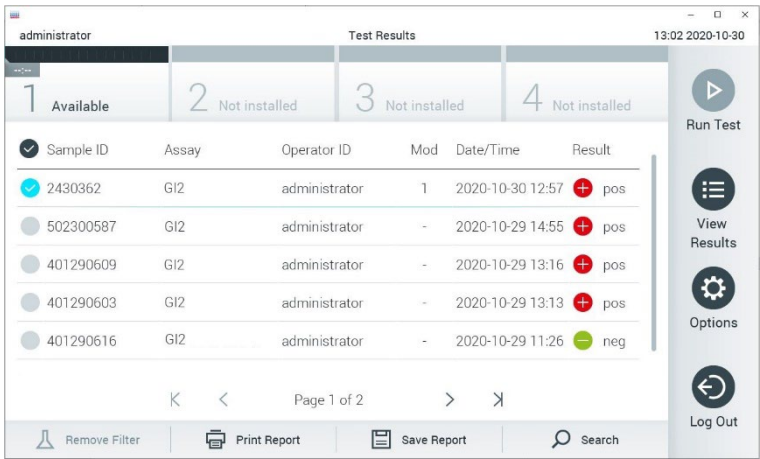 administrator Test Results 13:02 2020-10-30
--:--
1 Available 2 Not installed 3 Not installed 4 Not installed
Run Test
Sample ID Assay Operator ID Mod Date/Time Result
2430362 GI2 administrator 1 2020-10-30 12:57 pos
502300587 GI2 administrator - 2020-10-29 14:55 pos
401290609 GI2 administrator - 2020-10-29 13:16 pos
401290603 GI2 administrator - 2020-10-29 13:13 pos
401290616 GI2 administrator - 2020-10-29 11:26 neg
View
Results
Options
Page 1 of 2
Log Out
Remove Filter Print Report Save Report Search